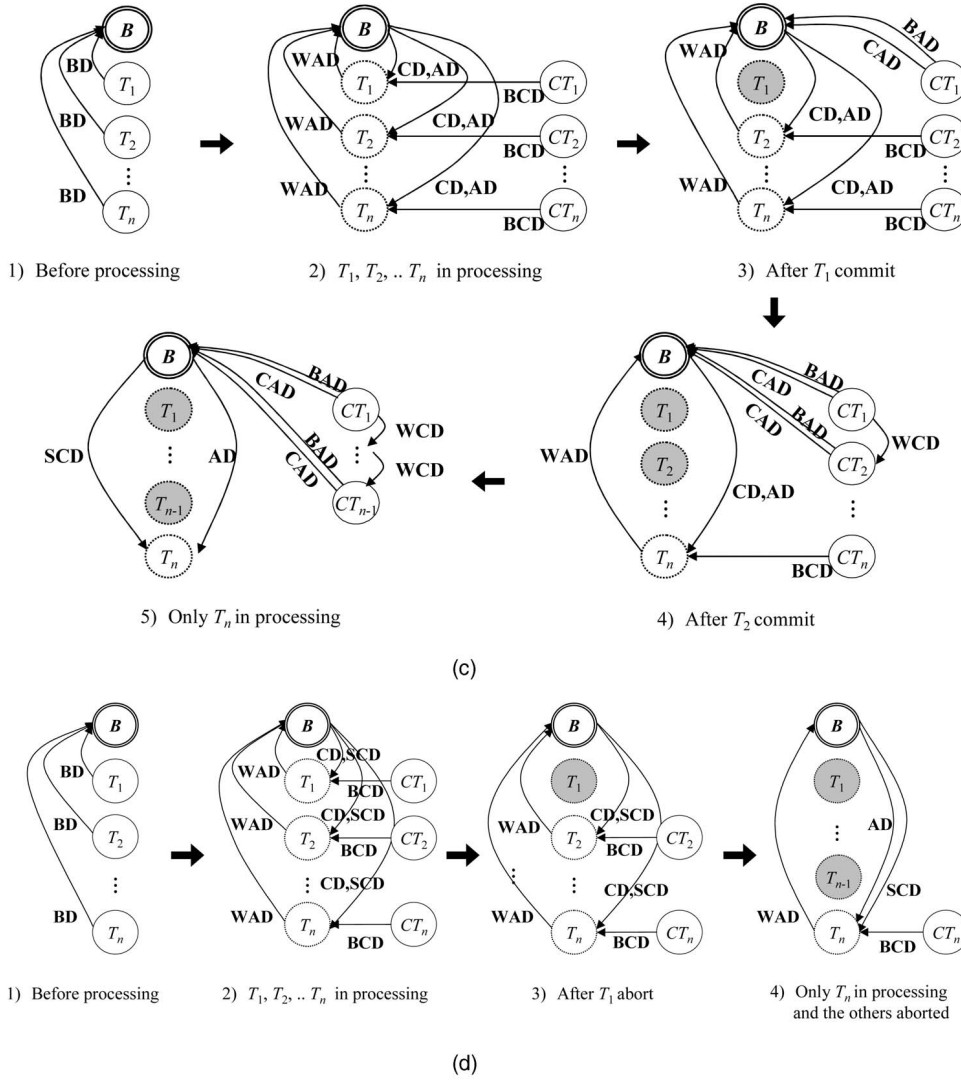 B
BD
T1
BD
T2
⋮
BD
Tn
1) Before processing
B
WAD
T1
CD,AD
BCD
CT1
WAD
T2
CD,AD
BCD
CT2
⋮
⋮
WAD
Tn
CD,AD
BCD
CTn
2) T1, T2, .. Tn in processing
B
BAD
CAD
WAD
T1
CT1
CD,AD
T2
BCD
CT2
⋮
⋮
WAD
Tn
CD,AD
BCD
CTn
3) After T1 commit
B
BAD
CAD
T1
CT1
⋮
WCD
⋮
SCD
AD
BAD
CAD
WCD
Tn-1
CTn-1
Tn
5) Only Tn in processing
B
BAD
CAD
T1
CT1
BAD
CAD
WCD
WAD
T2
CT2
⋮
CD,AD
⋮
Tn
BCD
CTn
4) After T2 commit
(c)
B
BD
T1
BD
T2
⋮
BD
Tn
1) Before processing
B
CD,SCD
WAD
T1
BCD
CT1
CD,SCD
WAD
T2
BCD
CT2
⋮
CD,SCD
WAD
Tn
BCD
CTn
2) T1, T2, .. Tn in processing
B
T1
CD,SCD
WAD
T2
BCD
CT2
⋮
⋮
CD,SCD
WAD
Tn
BCD
CTn
3) After T1 abort
B
T1
AD
⋮
Tn-1
SCD
WAD
Tn
BCD
CTn
4) Only Tn in processing
and the others aborted
(d)